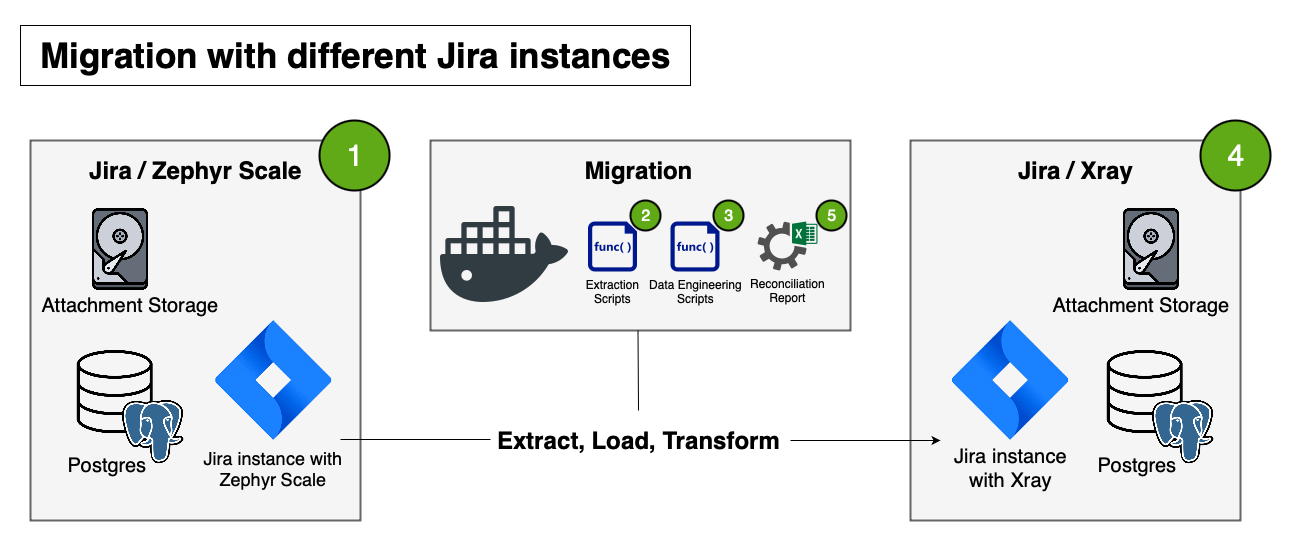 Migration with different Jira instances
1
Jira / Zephyr Scale
Attachment Storage
Postgres
Jira instance with
Zephyr Scale
Migration
2
func( )
Extraction
Scripts
3
func( )
Data Engineering
Scripts
5
X
Reconciliation
Report
Extract, Load, Transform
4
Jira / Xray
Attachment Storage
Jira instance
with Xray
Postgres